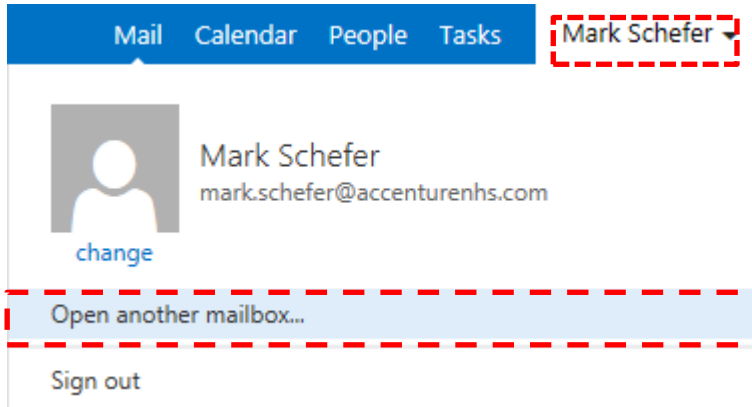 Mail Calendar People Tasks Mark Schefer
Mark Schefer
mark.schefer@accenturenhs.com
change
Open another mailbox...
Sign out